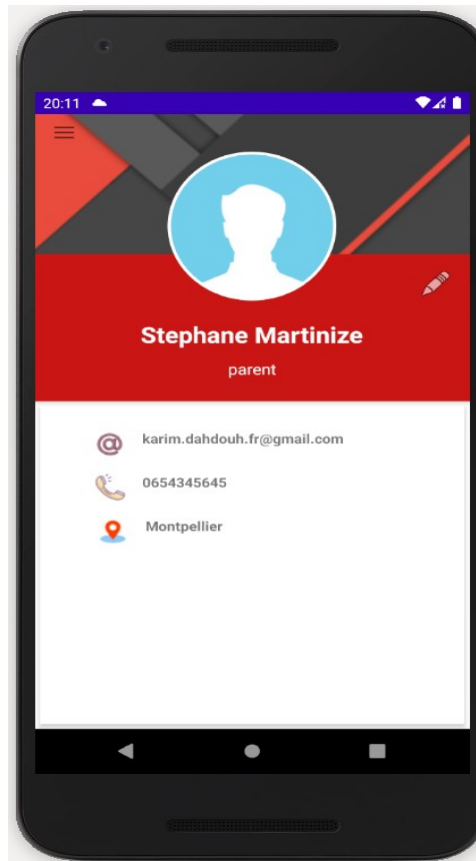 20:11
Stephane Martinize
parent
@ karim.dahdouh.fr@gmail.com
0654345645
Montpellier